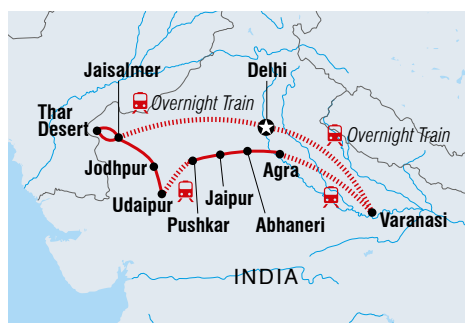 Jaisalmer
Delhi
Overnight Train
Thar
Desert
Overnight Train
Jodhpur
Agra
Udaipur
Jaipur
Pushkar
Abhaneri
Varanasi
INDIA